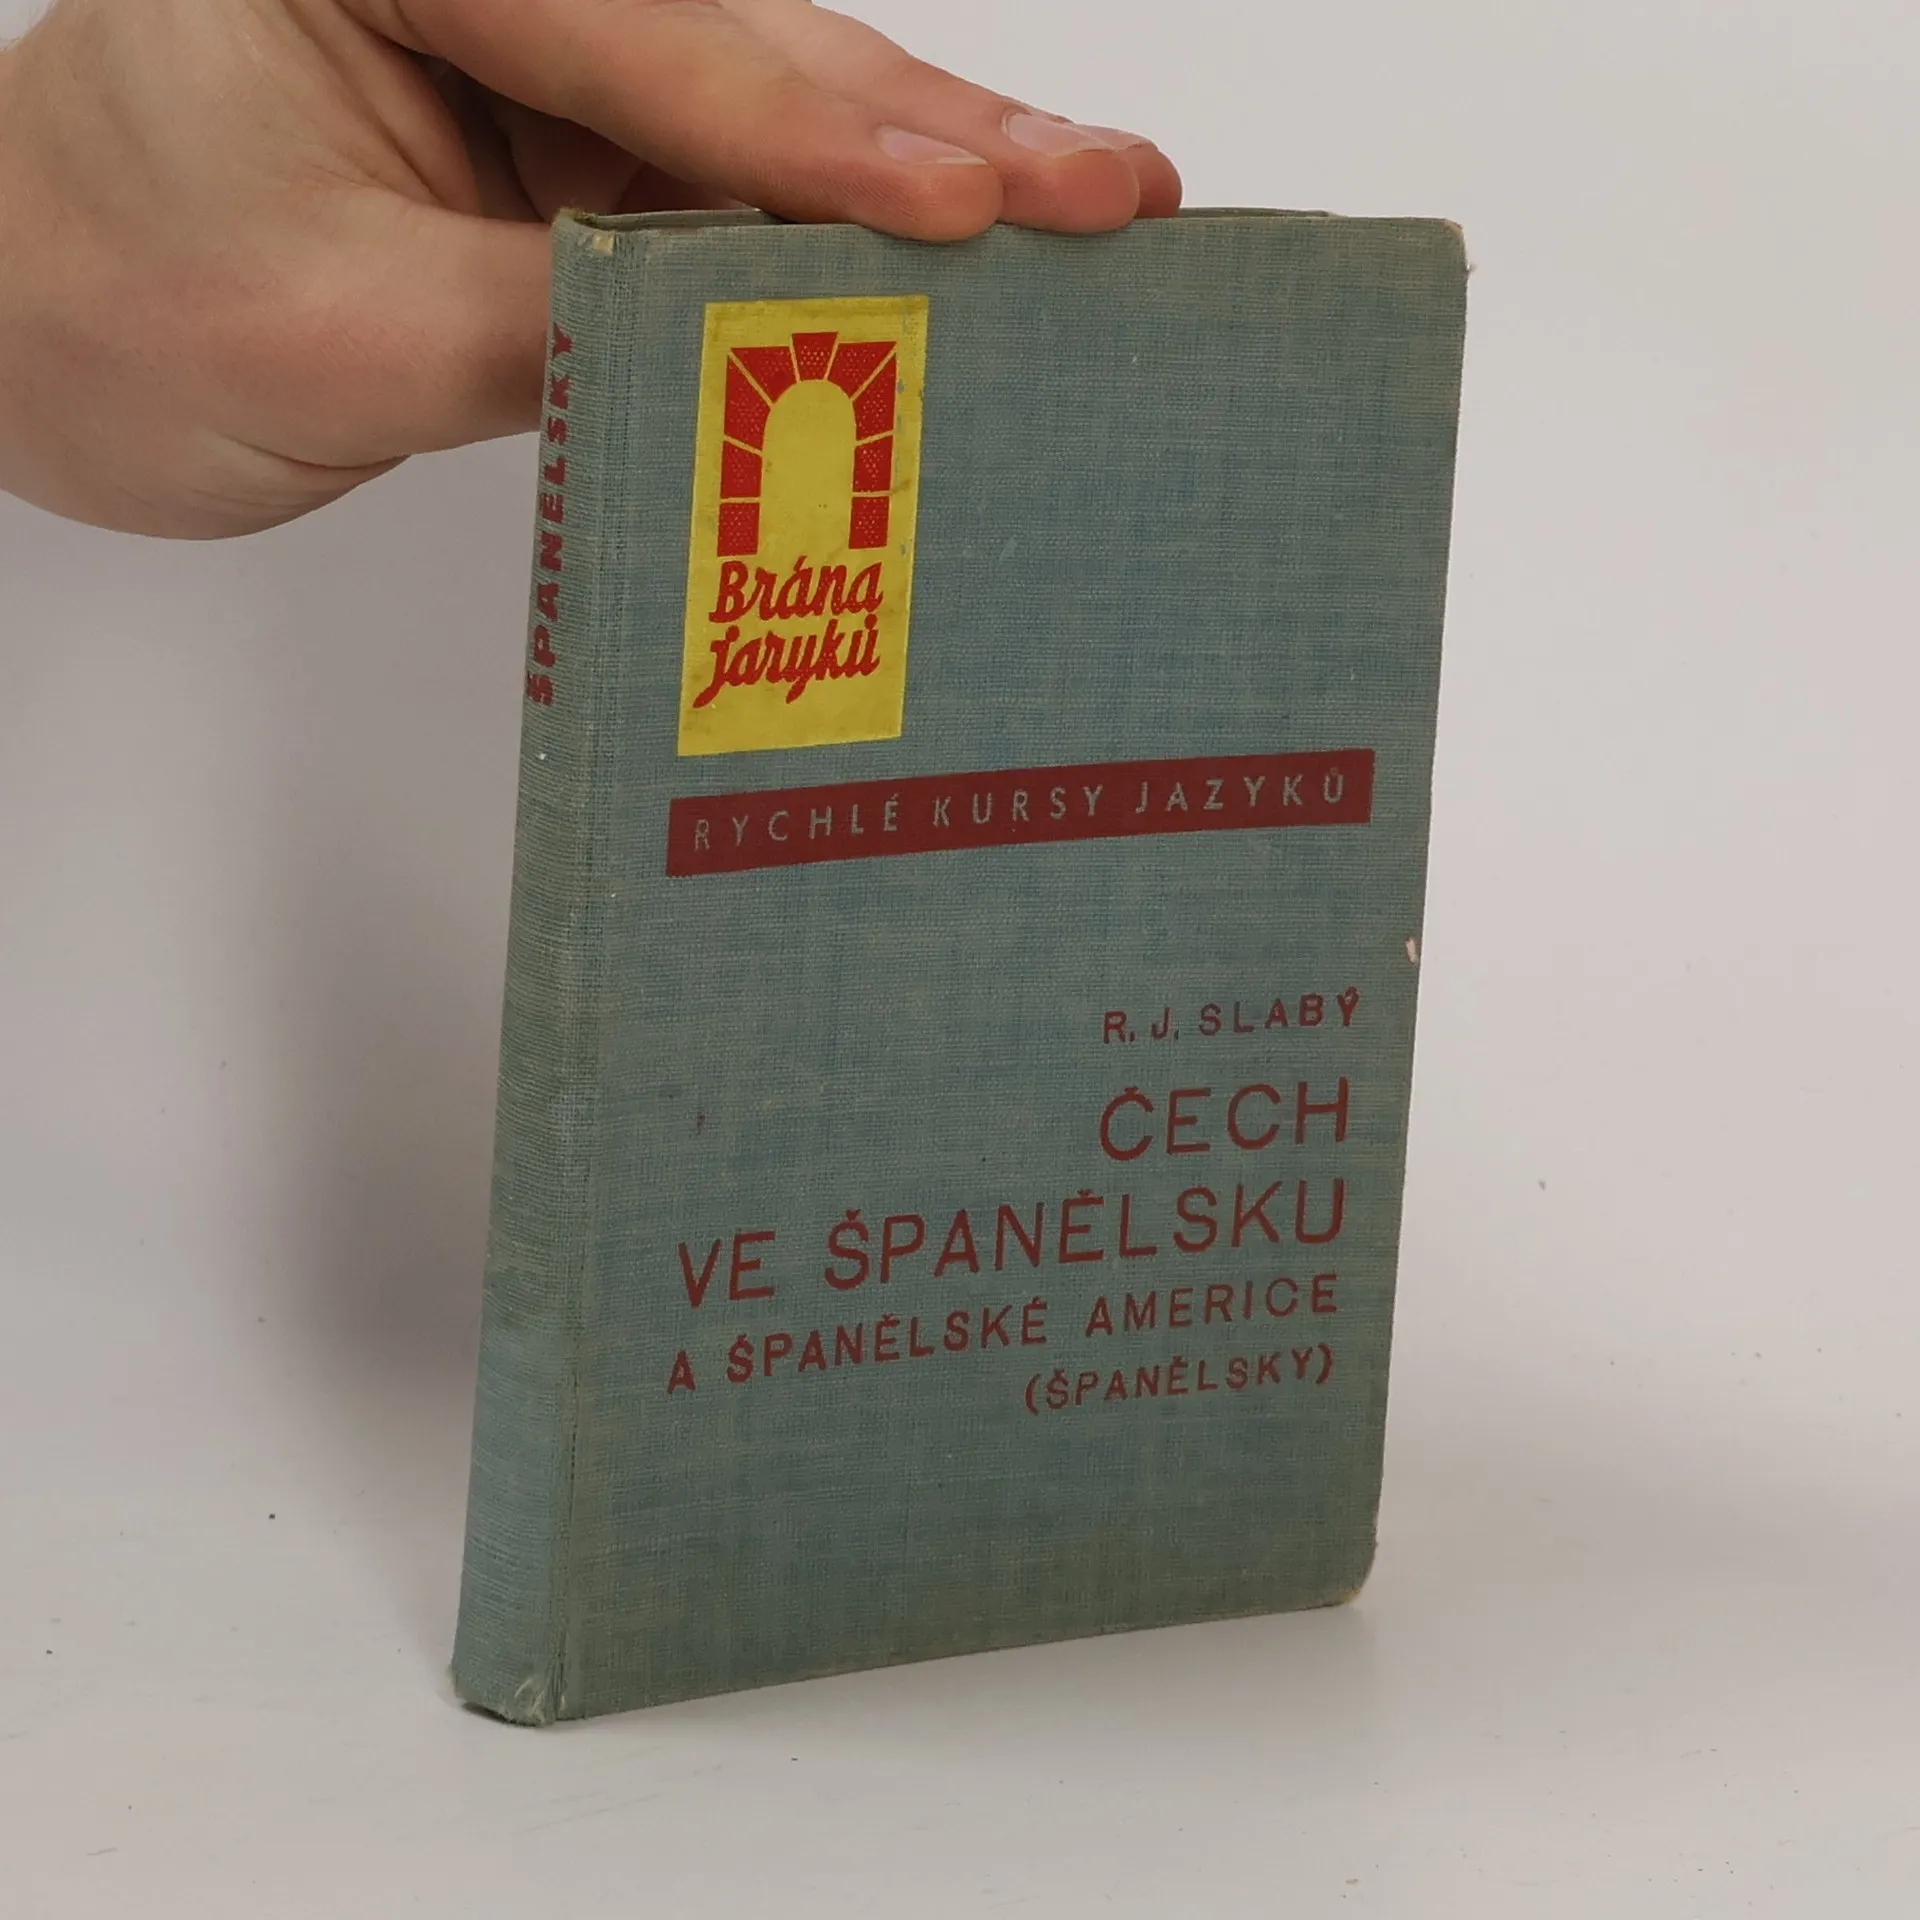 ŠPANĚLSKY
Brána
jazyků
RYCHLÉ KURSY JAZYKŮ
R. J. SLABÝ
ČECH
VE ŠPANĚLSKU
A ŠPANĚLSKÉ AMERICE
(ŠPANĚLSKY)